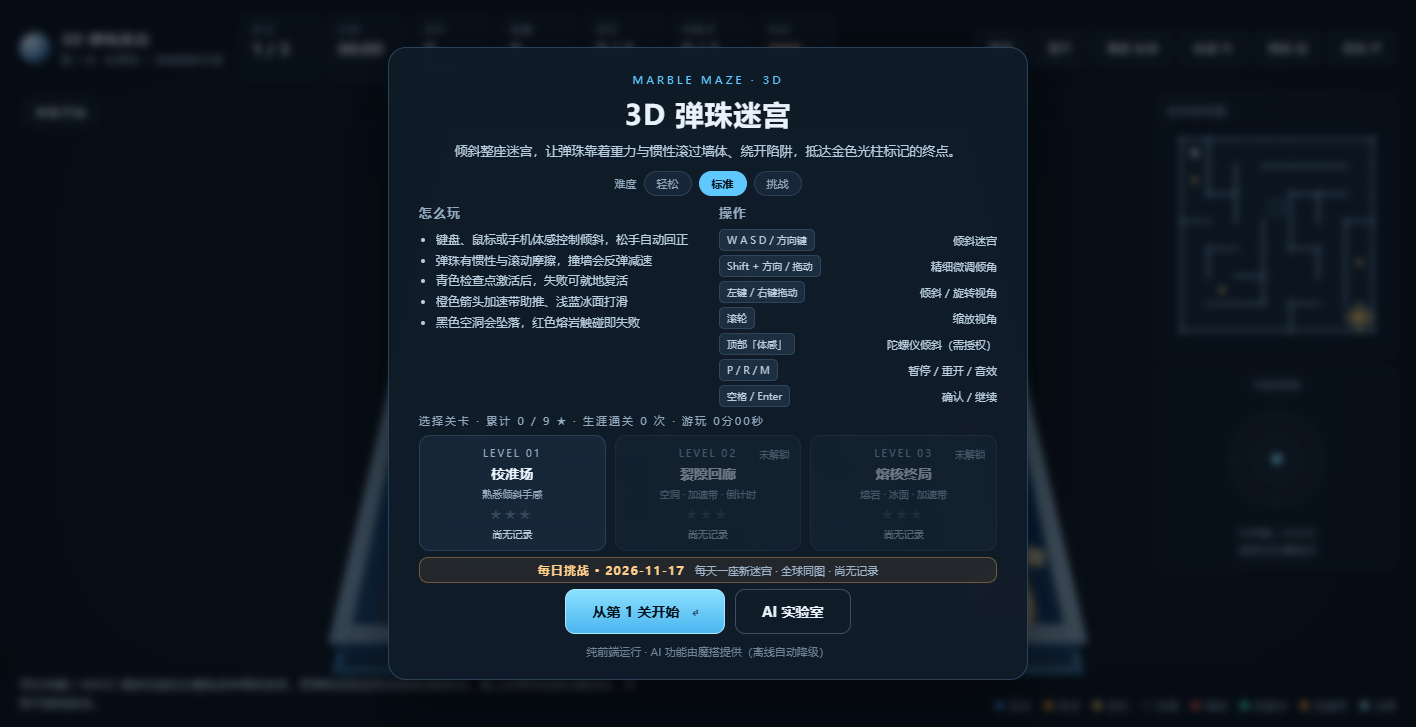 MARBLE MAZE · 3D
3D 弹珠迷宫
倾斜整座迷宫，让弹珠靠着重力与惯性滚过墙体、绕开陷阱，抵达金色光柱标记的终点。
难度 轻松 标准 挑战
怎么玩
键盘、鼠标或手机体感控制倾斜，松手自动回正
弹珠有惯性与滚动摩擦，撞墙会反弹减速
青色检查点激活后，失败可就地复活
橙色箭头加速带助推、浅蓝冰面打滑
黑色空洞会坠落，红色熔岩触碰即失败
操作
W A S D / 方向键 倾斜迷宫
Shift + 方向 / 拖动 精细微调倾角
左键 / 右键拖动 倾斜 / 旋转视角
滚轮 缩放视角
顶部「体感」 陀螺仪倾斜（需授权）
P / R / M 暂停 / 重开 / 音效
空格 / Enter 确认 / 继续
选择关卡 · 累计 0 / 9 ★ · 生涯通关 0 次 · 游玩 0分00秒
LEVEL 01
校准场
熟悉倾斜手感
★★★
尚无记录
LEVEL 02 未解锁
裂隙回廊
空洞 · 加速带 · 倒计时
★★★
尚无记录
LEVEL 03 未解锁
熔核终局
熔岩 · 冰面 · 加速带
★★★
尚无记录
每日挑战 · 2026-11-17 每天一座新迷宫 · 全球同图 · 尚无记录
从第 1 关开始 ↵
AI 实验室
纯前端运行 · AI 功能由魔搭提供（离线自动降级）